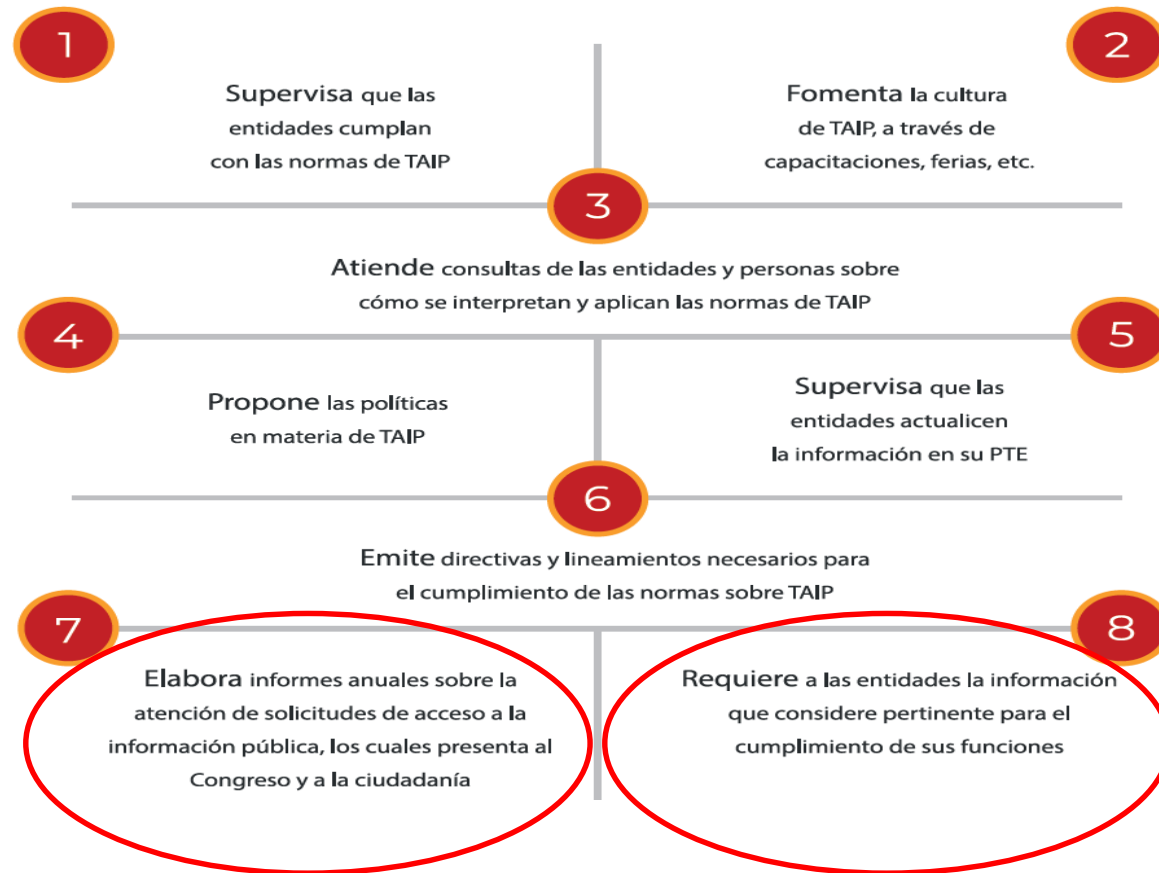 1
2
Supervisa que las
entidades cumplan
con las normas de TAIP
Fomenta la cultura
de TAIP, a través de
capacitaciones, ferias, etc.
3
Atiende consultas de las entidades y personas sobre
cómo se interpretan y aplican las normas de TAIP
4
5
Propone las políticas
en materia de TAIP
Supervisa que las
entidades actualicen
la información en su PTE
6
Emite directivas y lineamientos necesarios para
el cumplimiento de las normas sobre TAIP
7
8
Elabora informes anuales sobre la
atención de solicitudes de acceso a la
información pública, los cuales presenta al
Congreso y a la ciudadanía
Requiere a las entidades la información
que considere pertinente para el
cumplimiento de sus funciones